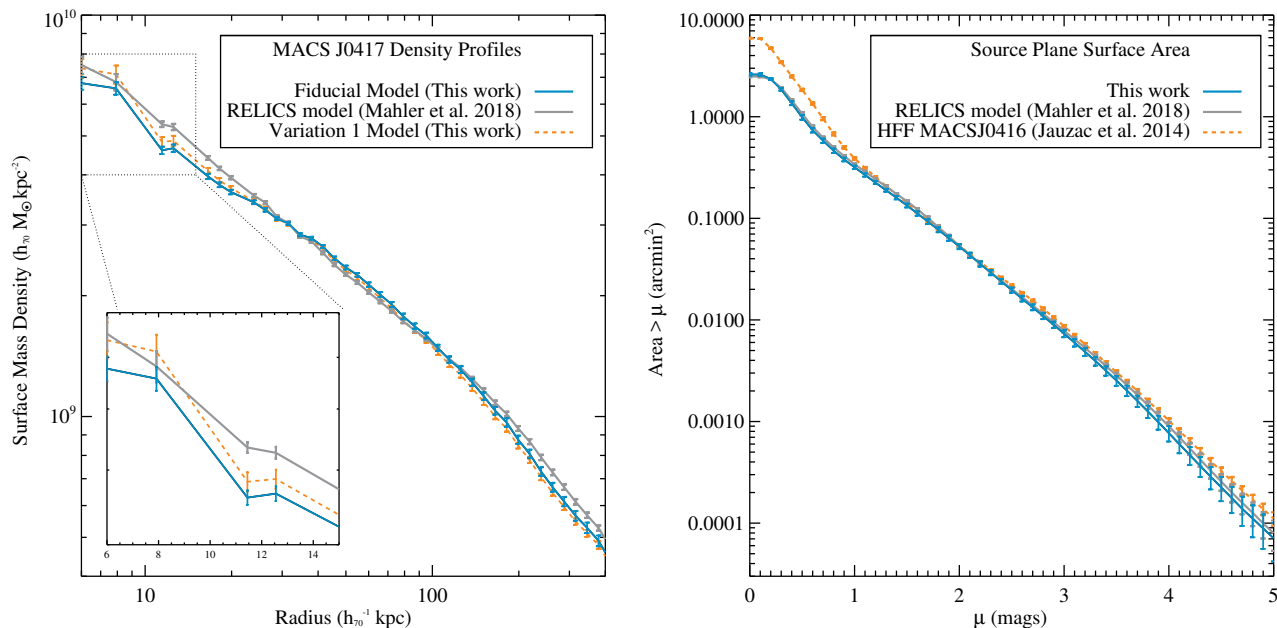 MACS J0417 Density Profiles
Fiducial Model (This work)
RELICS model (Mahler et al. 2018)
Variation 1 Model (This work)
10¹⁰
10⁹
Surface Mass Density (h₇₀ M☉ kpc⁻²)
6 8 10 12 14
10 100
Radius (h₇₀⁻¹ kpc)
Source Plane Surface Area
This work
RELICS model (Mahler et al. 2018)
HFF MACSJ0416 (Jauzac et al. 2014)
10.0000
1.0000
0.1000
0.0100
0.0010
0.0001
Area > μ (arcmin²)
0 1 2 3 4 5
μ (mags)